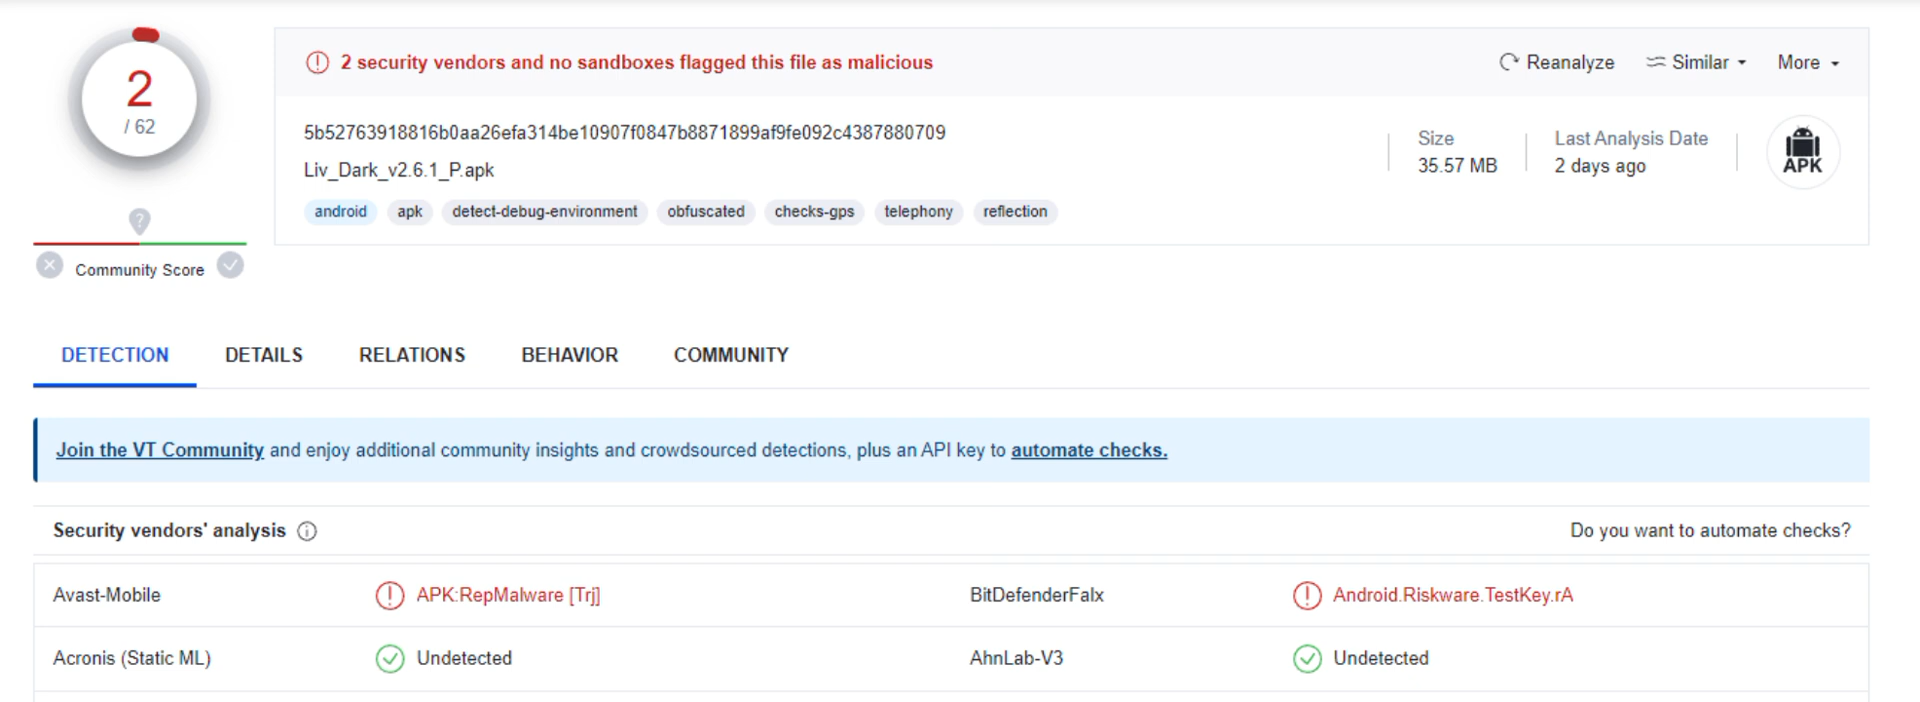 2
/ 62
Community Score
2 security vendors and no sandboxes flagged this file as malicious
Reanalyze Similar More
5b52763918816b0aa26efa314be10907f0847b8871899af9fe092c4387880709
Liv_Dark_v2.6.1_P.apk
android apk detect-debug-environment obfuscated checks-gps telephony reflection
Size
35.57 MB
Last Analysis Date
2 days ago
APK
DETECTION DETAILS RELATIONS BEHAVIOR COMMUNITY
Join the VT Community and enjoy additional community insights and crowdsourced detections, plus an API key to automate checks.
Security vendors' analysis Do you want to automate checks?
Avast-Mobile APK:RepMalware [Trj] BitDefenderFalx Android.Riskware.TestKey.rA
Acronis (Static ML) Undetected AhnLab-V3 Undetected